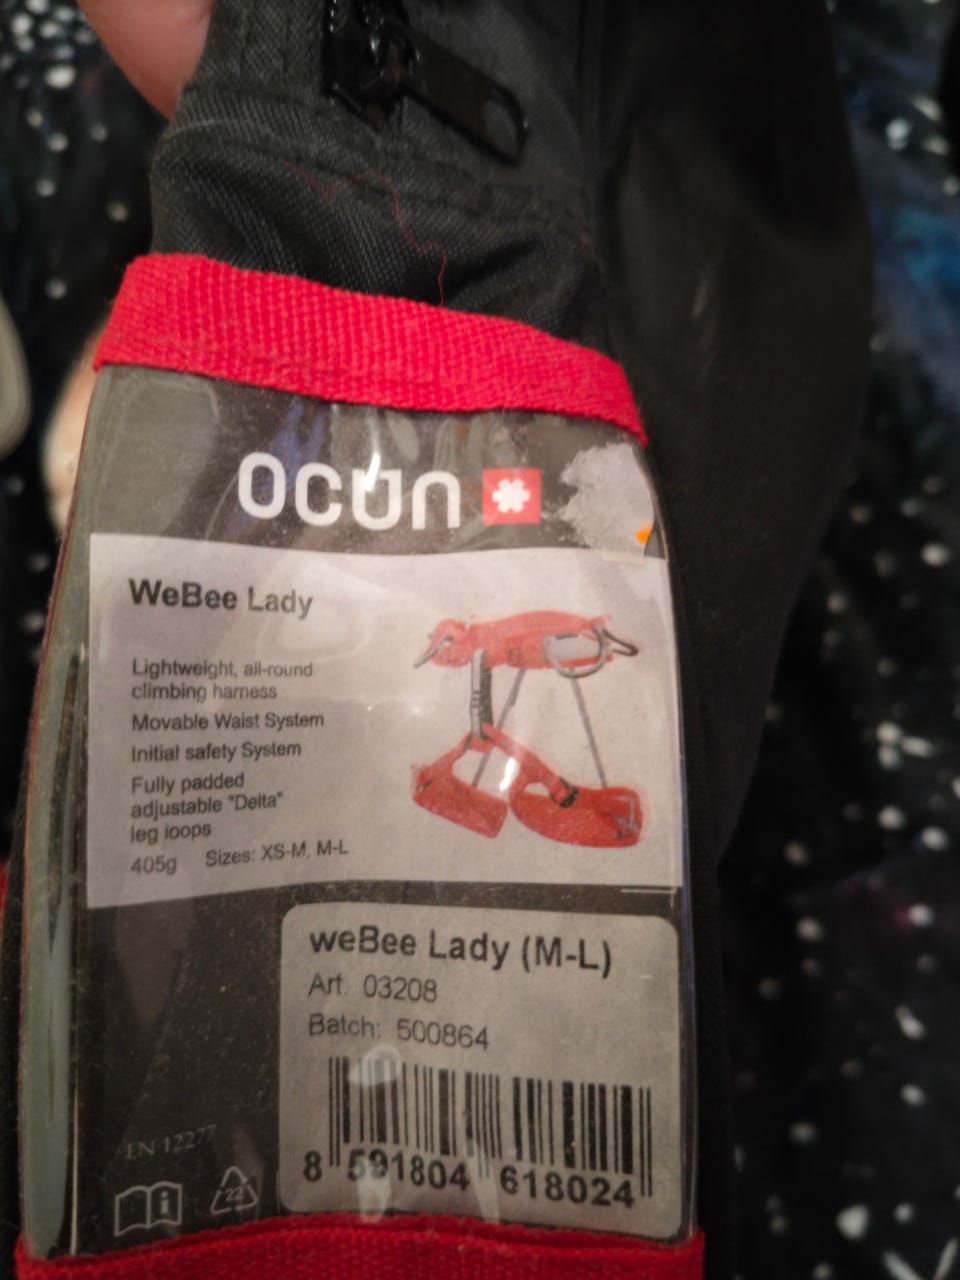 OCUN
WeBee Lady
Lightweight, all-round
climbing harness
Movable Waist System
Initial safety System
Fully padded
adjustable "Delta"
leg loops
405g Sizes: XS-M, M-L
weBee Lady (M-L)
Art. 03208
Batch: 500864
EN 12277
22
8 591804 618024